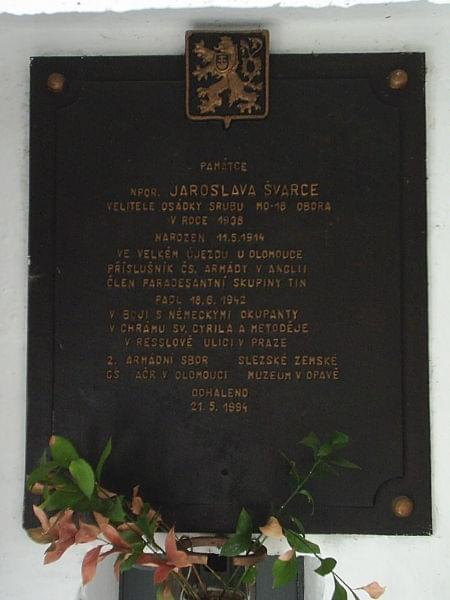 PAMÁTCE
NPOR. JAROSLAVA ŠVARCE
VELITELE OSÁDKY SRUBU MO-18 OBORA
V ROCE 1938
NAROZEN 11.5.1914
VE VELKÉM ÚJEZDU U OLOMOUCE
PŘÍSLUŠNÍK ČS. ARMÁDY V ANGLII
ČLEN PARADESANTNÍ SKUPINY TIN
PADL 18.6.1942
V BOJI S NĚMECKÝMI OKUPANTY
V CHRÁMU SV. CYRILA A METODĚJE
V RESSLOVĚ ULICI V PRAZE
2. ARMÁDNÍ SBOR SLEZSKÉ ZEMSKÉ
GŠ AČR V OLOMOUCI MUZEUM V OPAVĚ
ODHALENO
21. 5. 1994